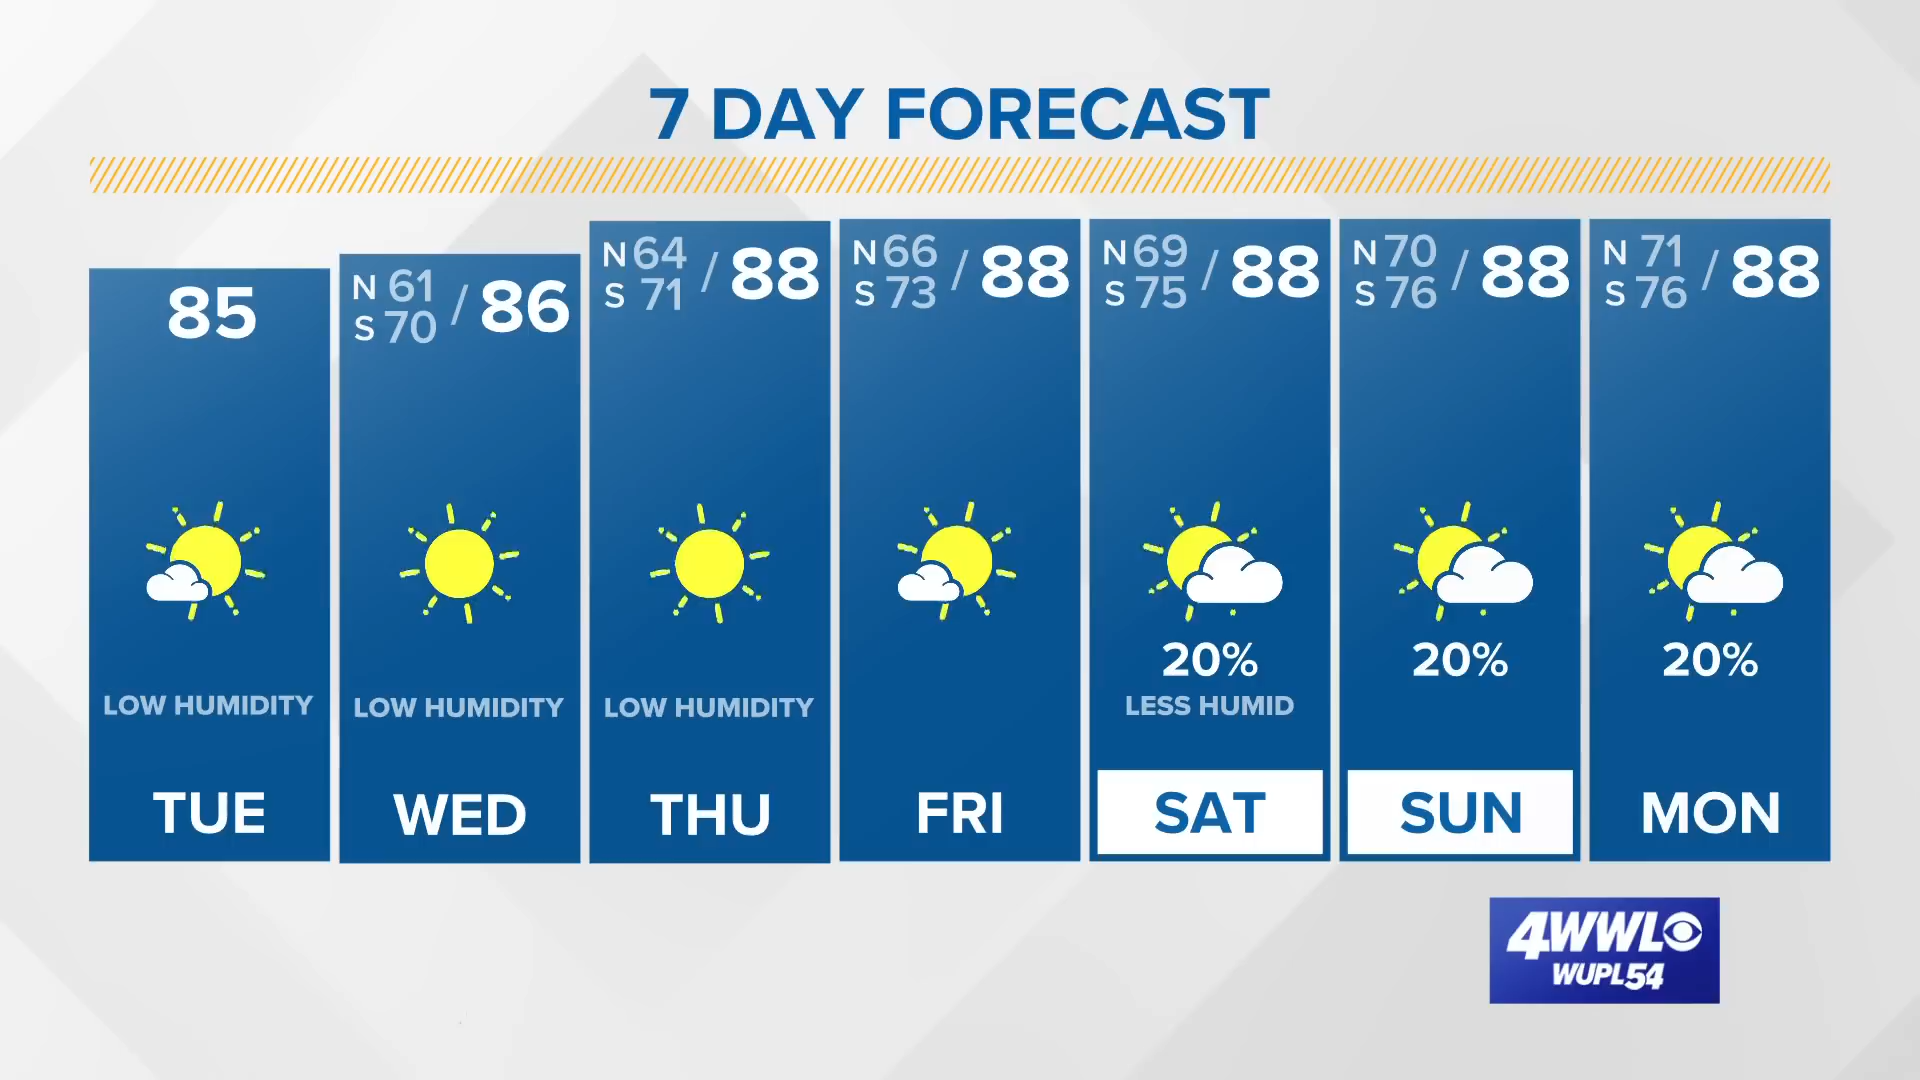 7 DAY FORECAST
85
LOW HUMIDITY
TUE
N 61 / 86
S 70
LOW HUMIDITY
WED
N 64 / 88
S 71
LOW HUMIDITY
THU
N 66 / 88
S 73
FRI
N 69 / 88
S 75
20%
LESS HUMID
SAT
N 70 / 88
S 76
20%
SUN
N 71 / 88
S 76
20%
MON
4WWL
WUPL54